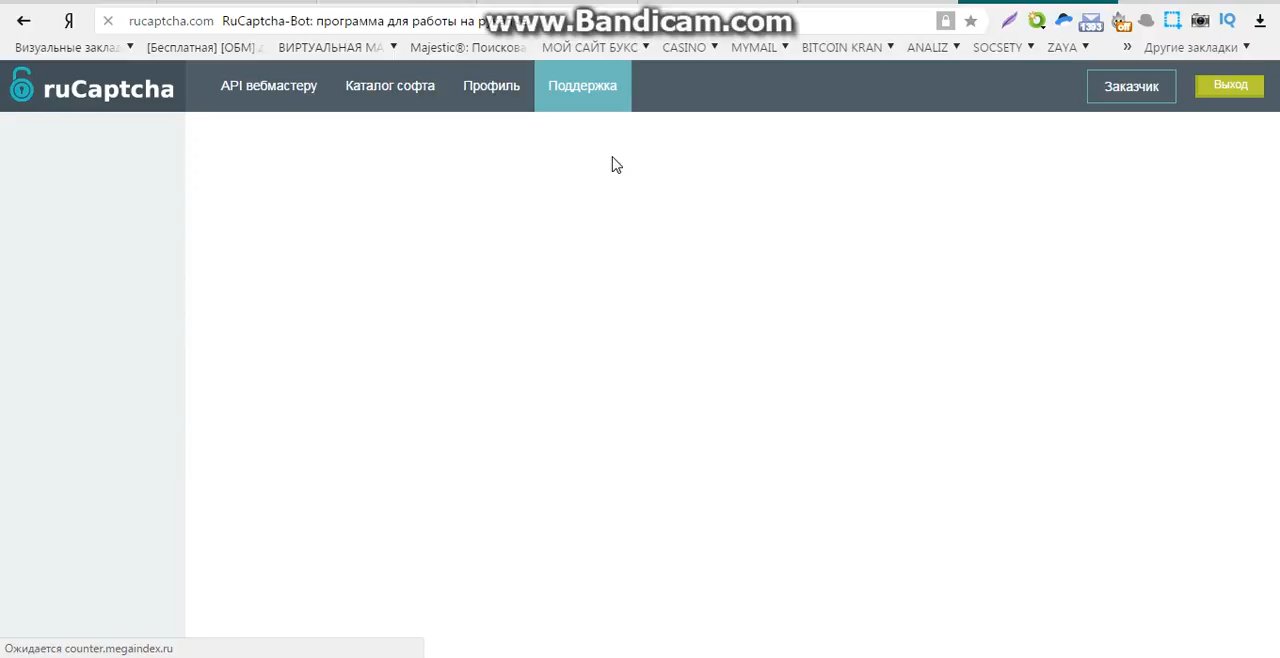 Я rucaptcha.com RuCaptcha-Bot: программа для работы на
www.Bandicam.com
Визуальные заклад [Бесплатная] [ОБМ] ВИРТУАЛЬНАЯ МА Majestic®: Поискова МОЙ САЙТ БУКС CASINO MYMAIL BITCOIN KRAN ANALIZ SOCSETY ZAYA » Другие закладки
ruCaptcha API вебмастеру Каталог софта Профиль Поддержка Заказчик Выход
Ожидается counter.megaindex.ru